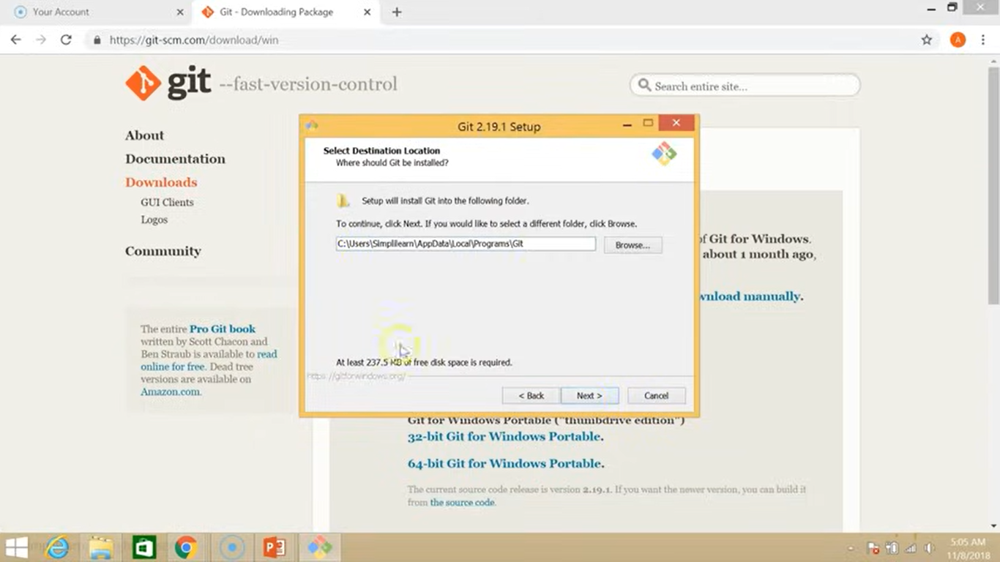 Your Account
Git - Downloading Package
https://git-scm.com/download/win
A
git --fast-version-control
Search entire site...
About
Documentation
Downloads
GUI Clients
Logos
Community
The entire Pro Git book
written by Scott Chacon and
Ben Straub is available to read
online for free. Dead tree
versions are available on
Amazon.com.
Git 2.19.1 Setup
Select Destination Location
Where should Git be installed?
Setup will install Git into the following folder.
To continue, click Next. If you would like to select a different folder, click Browse.
C:\Users\Simplilearn\AppData\Local\Programs\Git
Browse...
At least 237.5 MB of free disk space is required.
https://gitforwindows.org/
< Back
Next >
Cancel
of Git for Windows.
about 1 month ago,
wnload manually.
Git for Windows Portable ("thumbdrive edition")
32-bit Git for Windows Portable.
64-bit Git for Windows Portable.
The current source code release is version 2.19.1. If you want the newer version, you can build it
from the source code.
5:05 AM
11/8/2018